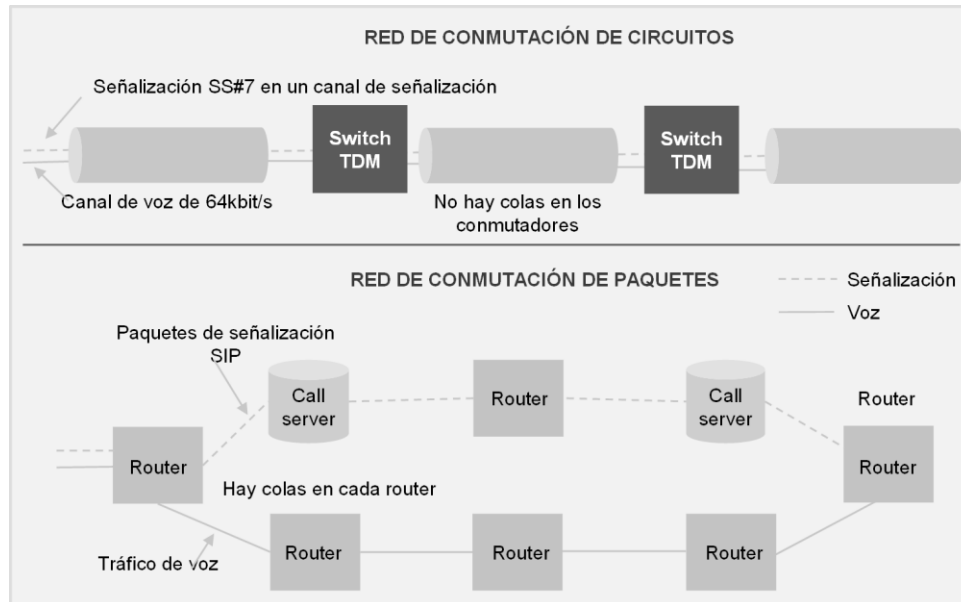 RED DE CONMUTACIÓN DE CIRCUITOS
Señalización SS#7 en un canal de señalización
Switch
TDM
Switch
TDM
Canal de voz de 64kbit/s
No hay colas en los
conmutadores
RED DE CONMUTACIÓN DE PAQUETES
Señalización
Voz
Paquetes de señalización
SIP
Call
server
Router
Call
server
Router
Router
Router
Hay colas en cada router
Tráfico de voz
Router
Router
Router